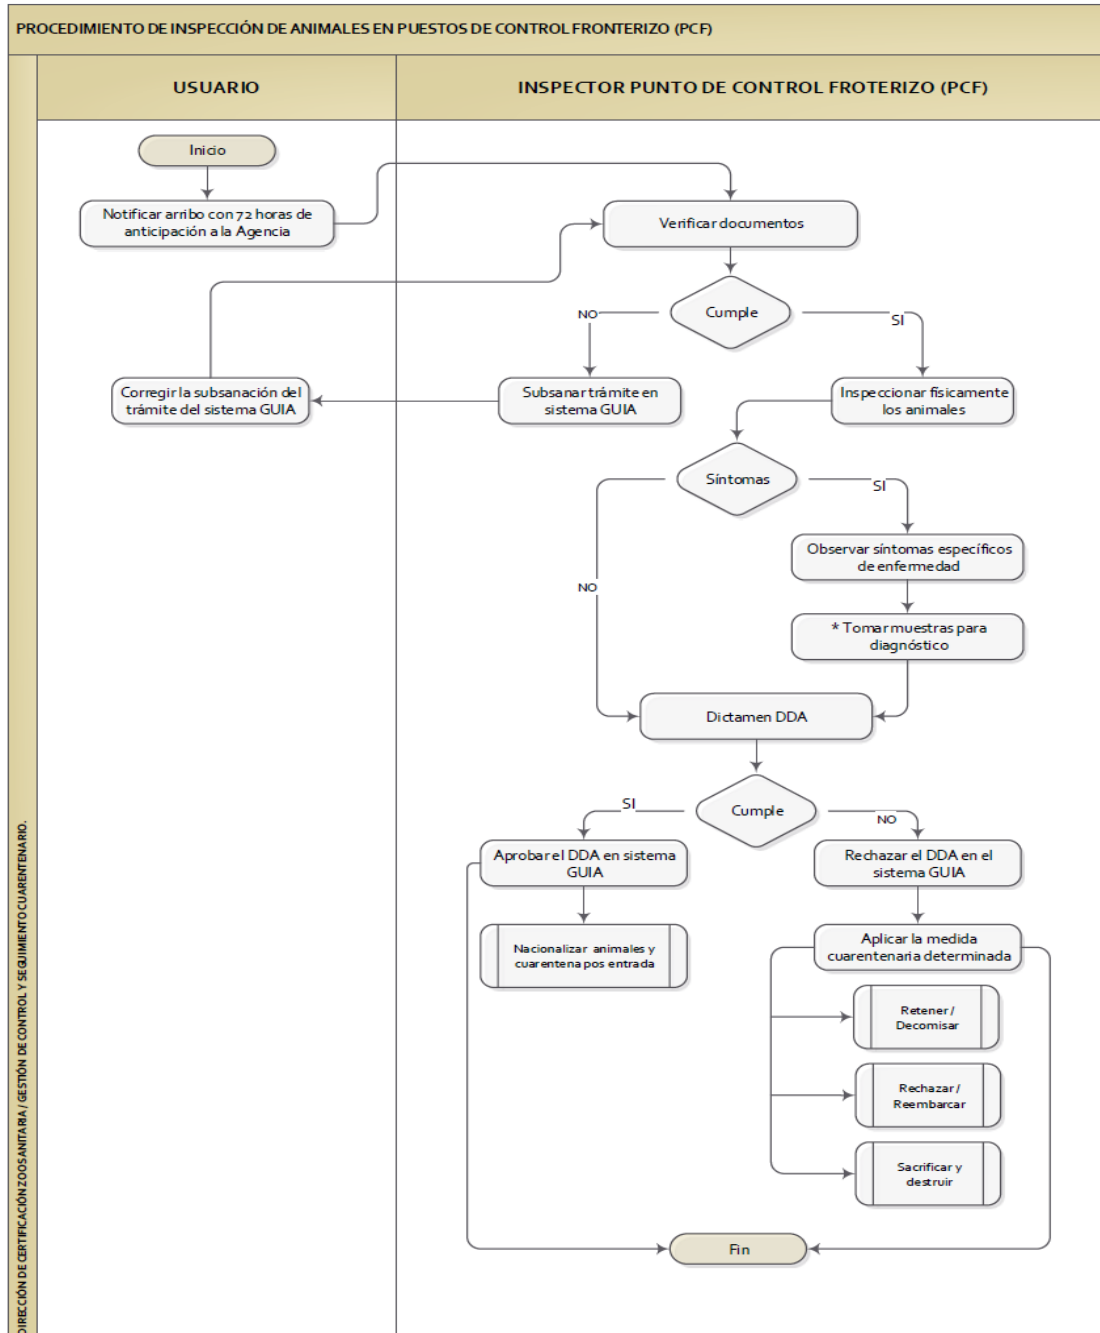 PROCEDIMIENTO DE INSPECCIÓN DE ANIMALES EN PUESTOS DE CONTROL FRONTERIZO (PCF)
USUARIO
INSPECTOR PUNTO DE CONTROL FROTERIZO (PCF)
Inicio
Notificar arribo con 72 horas de
anticipación a la Agencia
Verificar documentos
Cumple
NO
SI
Corregir la subsanación del
trámite del sistema GUIA
Subsanar trámite en
sistema GUIA
Inspeccionar físicamente
los animales
Síntomas
SI
Observar síntomas específicos
de enfermedad
NO
* Tomar muestras para
diagnóstico
Dictamen DDA
Cumple
SI
NO
Aprobar el DDA en sistema
GUIA
Rechazar el DDA en el
sistema GUIA
Nacionalizar animales y
cuarentena pos entrada
Aplicar la medida
cuarentenaria determinada
Retener /
Decomisar
Rechazar /
Reembarcar
Sacrificar y
destruir
Fin
DIRECCIÓN DE CERTIFICACIÓN ZOOSANITARIA / GESTIÓN DE CONTROL Y SEGUIMIENTO CUARENTENARIO.